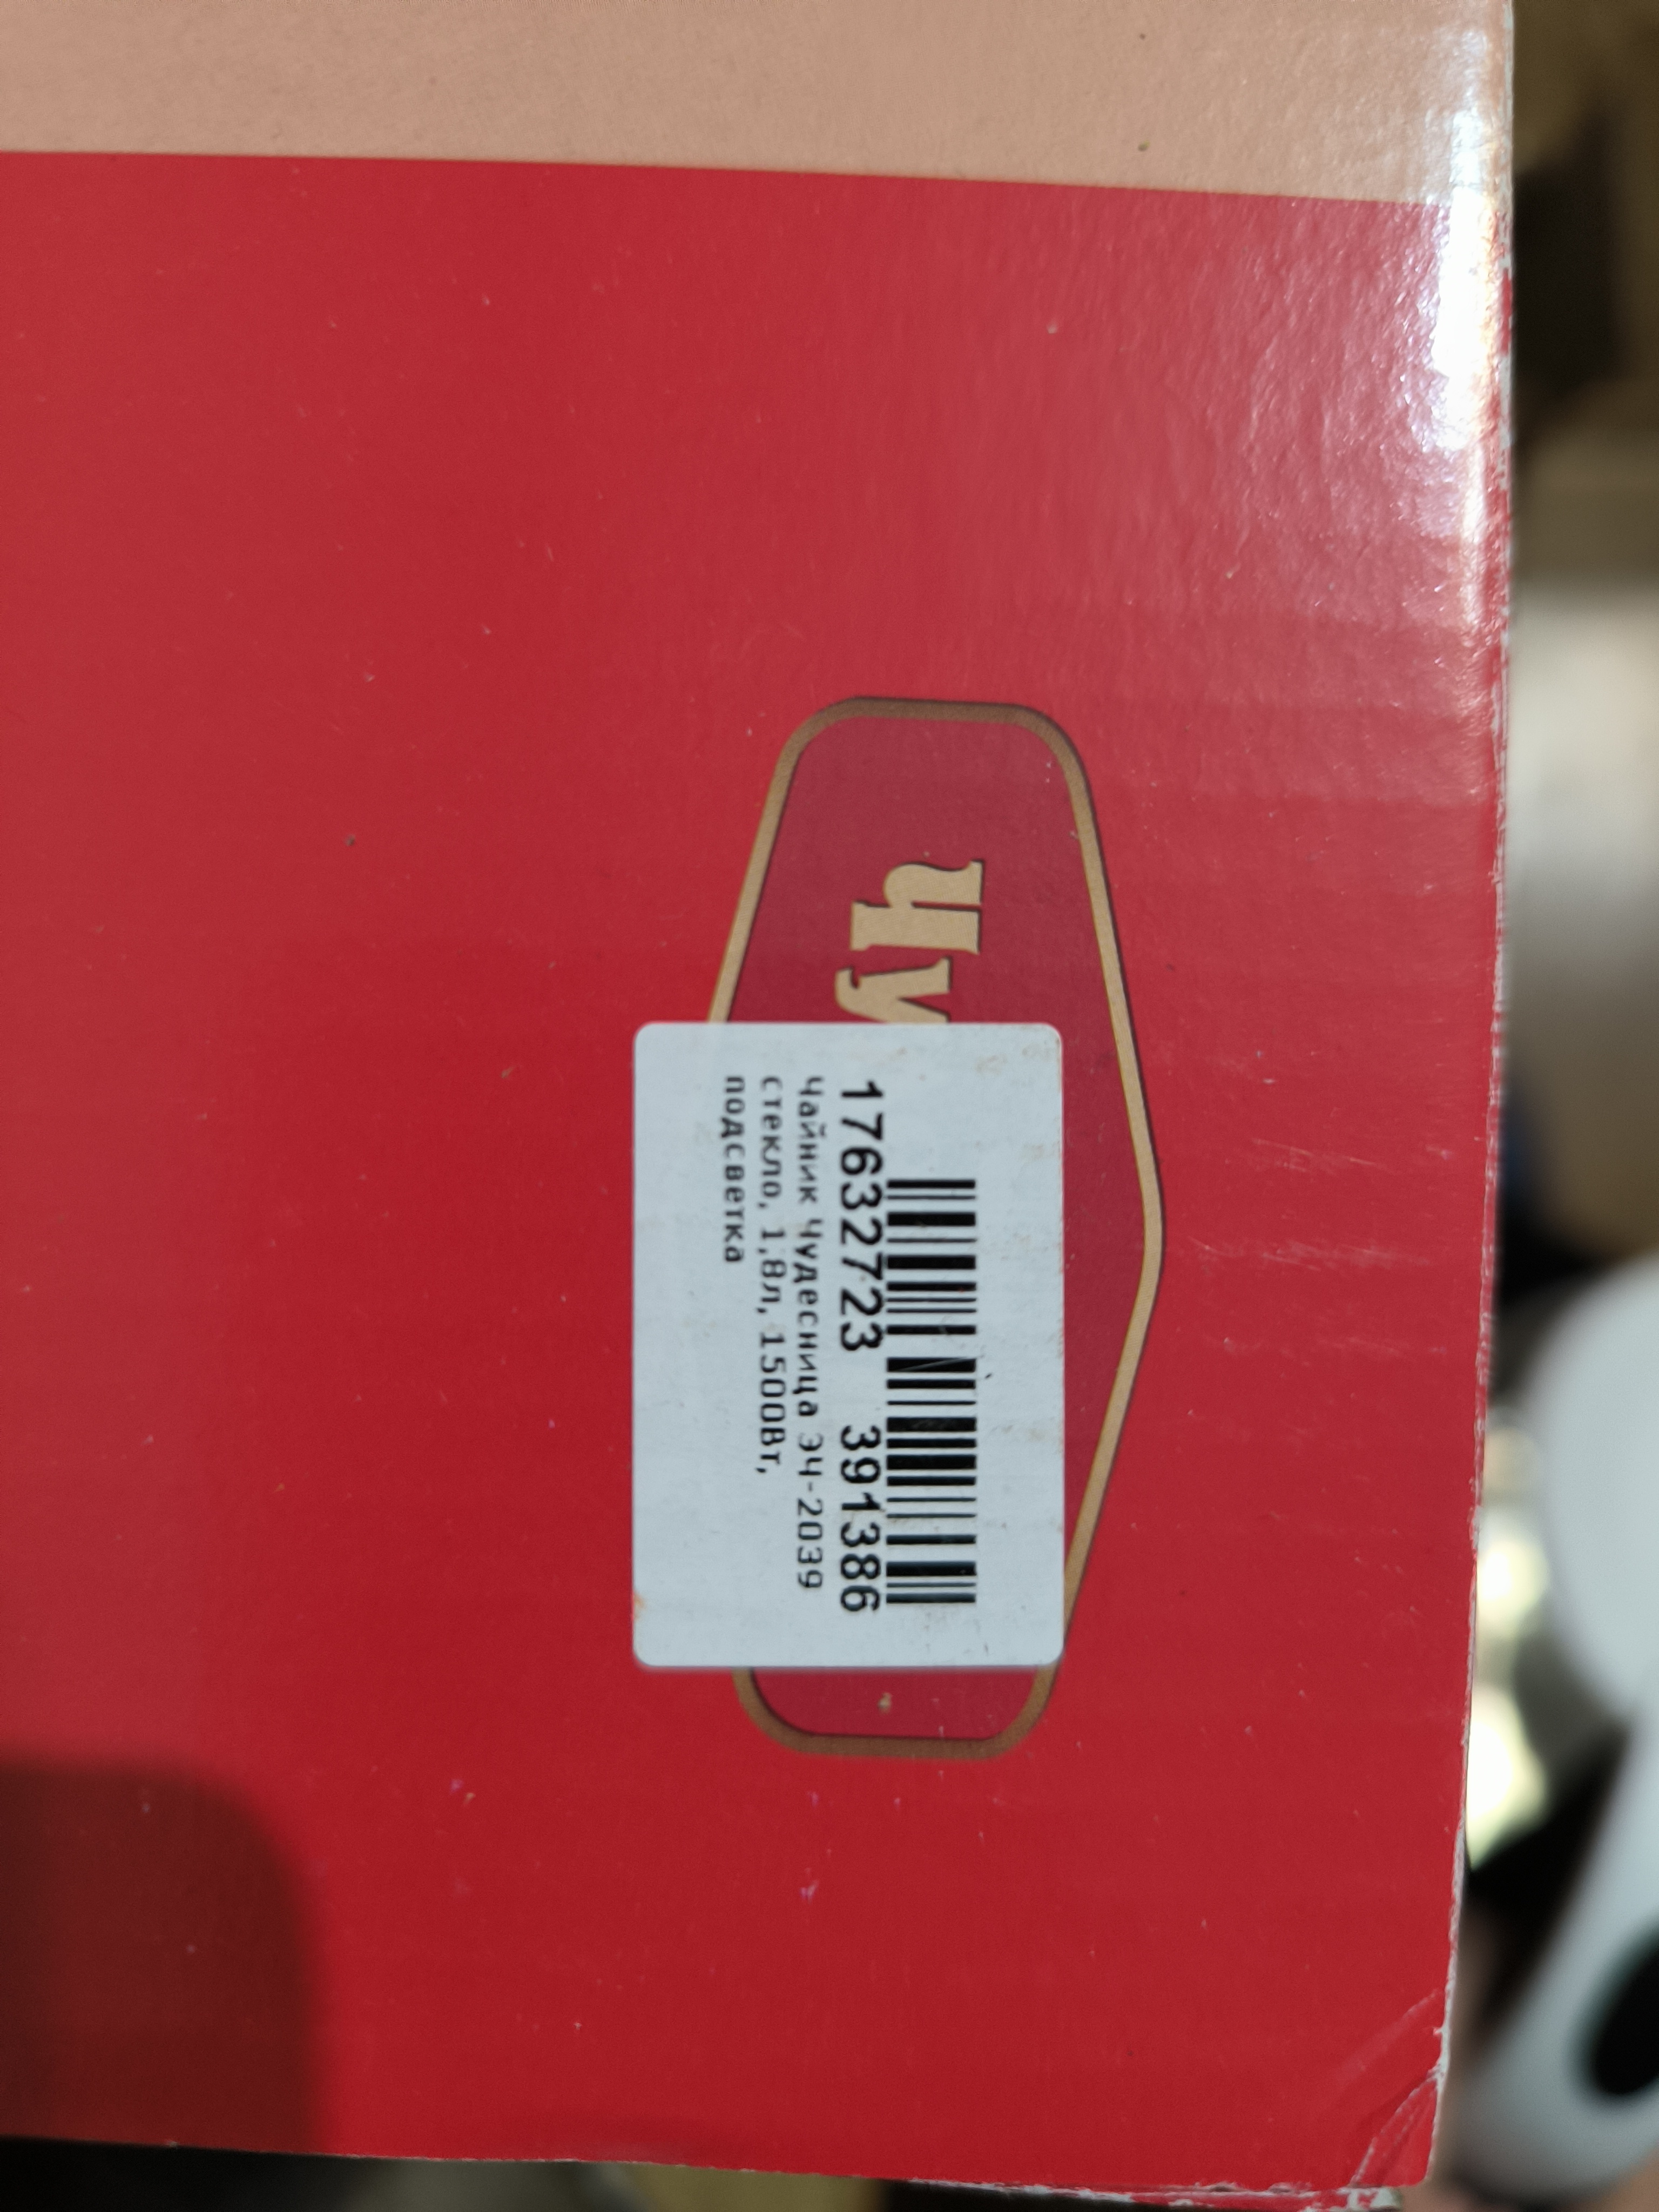 Чу
17632723 391386
Чайник Чудесница ЭЧ-2039
стекло, 1,8л, 1500Вт,
подсветка